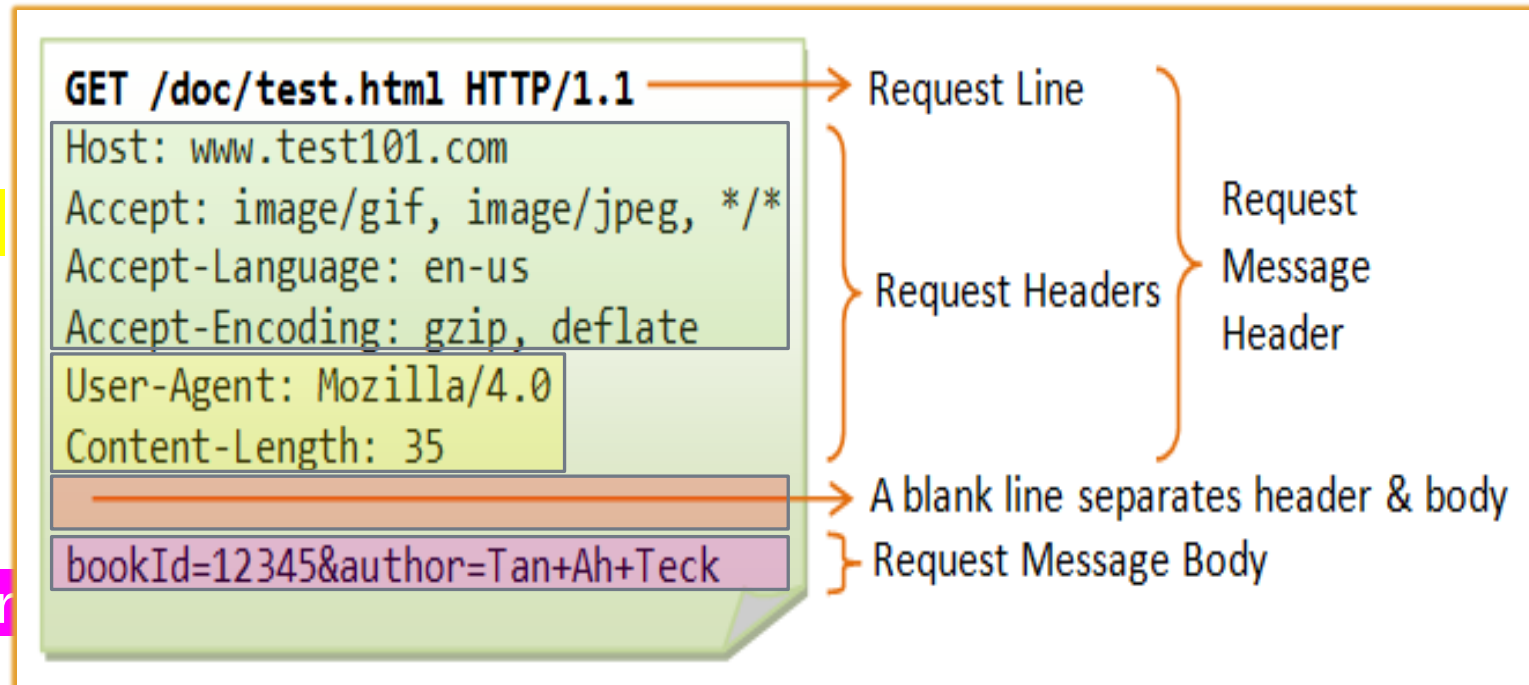 GET /doc/test.html HTTP/1.1
Request Line
Host: www.test101.com
Accept: image/gif, image/jpeg, */*
Accept-Language: en-us
Accept-Encoding: gzip, deflate
User-Agent: Mozilla/4.0
Content-Length: 35
Request Headers
Request
Message
Header
A blank line separates header & body
bookId=12345&author=Tan+Ah+Teck
Request Message Body